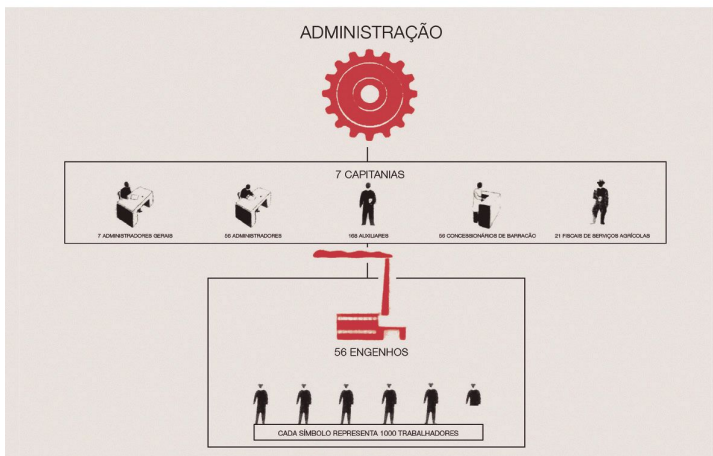 ADMINISTRAÇÃO
7 CAPITANIAS
7 ADMINISTRADORES GERAIS
56 ADMINISTRADORES
168 AUXILIARES
56 CONCESSIONÁRIOS DE BARRACÃO
21 FISCAIS DE SERVIÇOS AGRÍCOLAS
56 ENGENHOS
CADA SÍMBOLO REPRESENTA 1000 TRABALHADORES